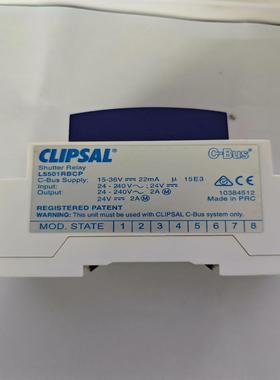 CLIPSAL®
C-Bus®
Shutter Relay
L5501RBCP
C-Bus Supply: 15-36V⎓ 22mA µ 15E3
Input: 24 - 240V~; 24V⎓
Output: 24 - 240V~ 2A Ⓜ
24V⎓ 2A Ⓜ
10384512
Made in PRC
REGISTERED PATENT
WARNING: This unit must be used with CLIPSAL C-Bus system only.
MOD. STATE 1 2 3 4 5 6 7 8